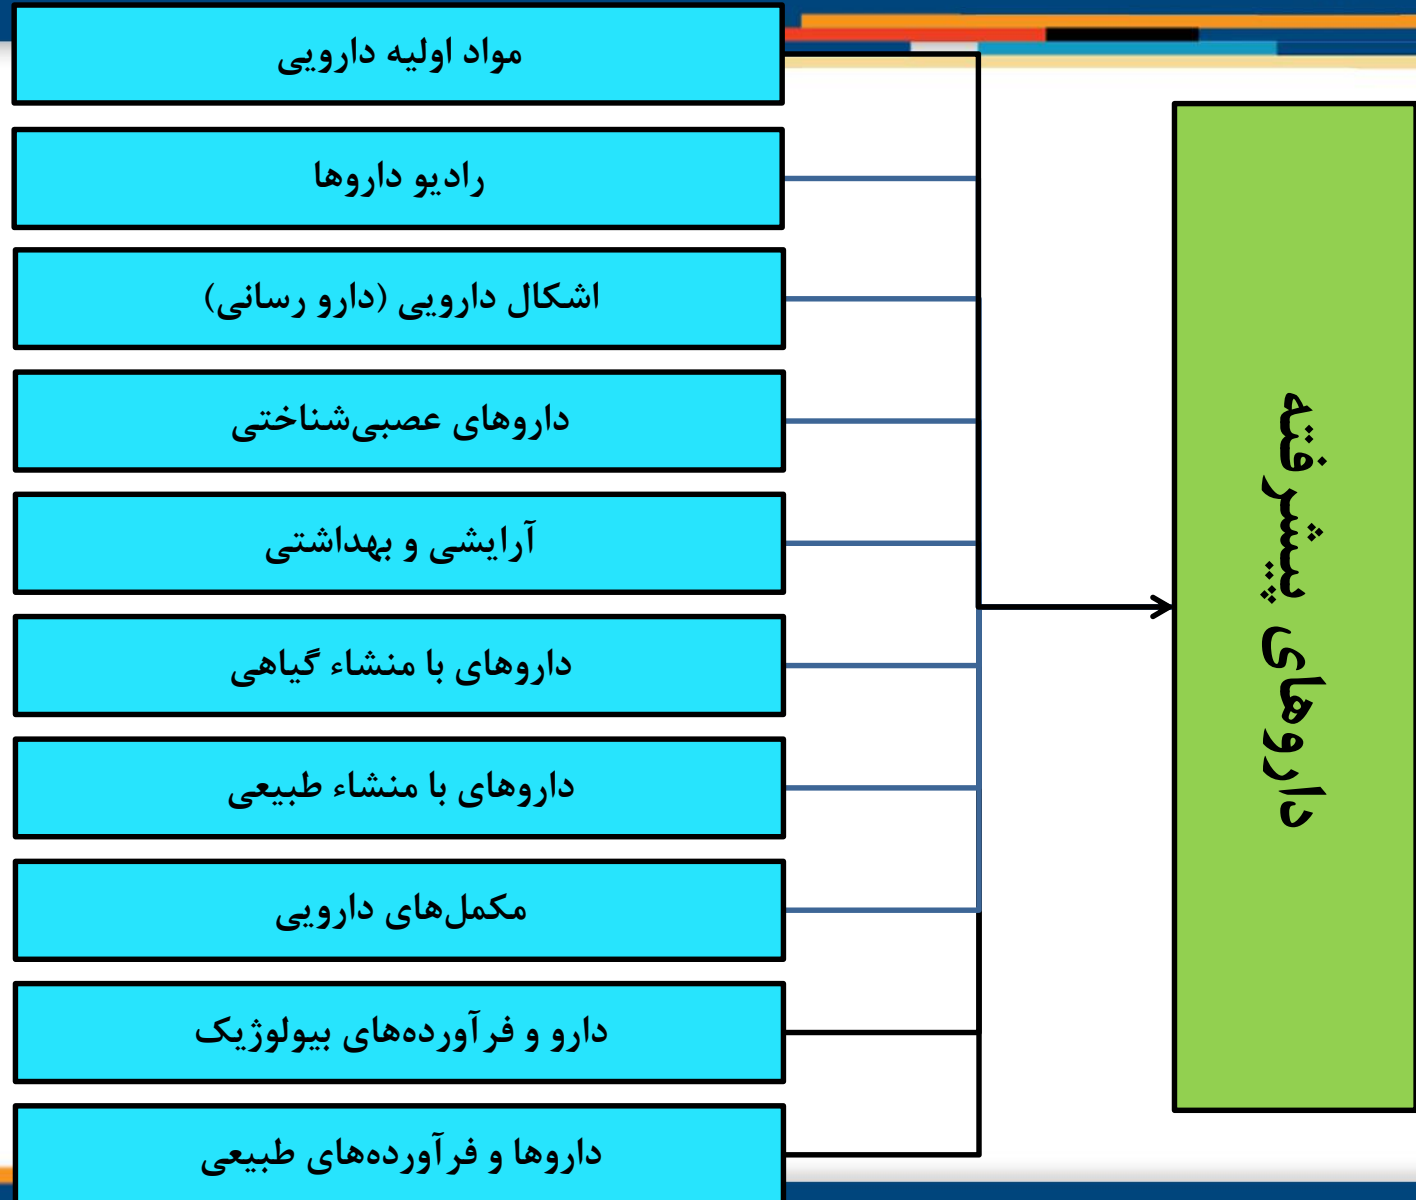 مواد اولیه دارویی
رادیو داروها
اشکال دارویی (دارو رسانی)
داروهای عصبی‌شناختی
آرایشی و بهداشتی
داروهای با منشاء گیاهی
داروهای با منشاء طبیعی
مکمل‌های دارویی
دارو و فرآورده‌های بیولوژیک
داروها و فرآورده‌های طبیعی
داروهای پیشرفته